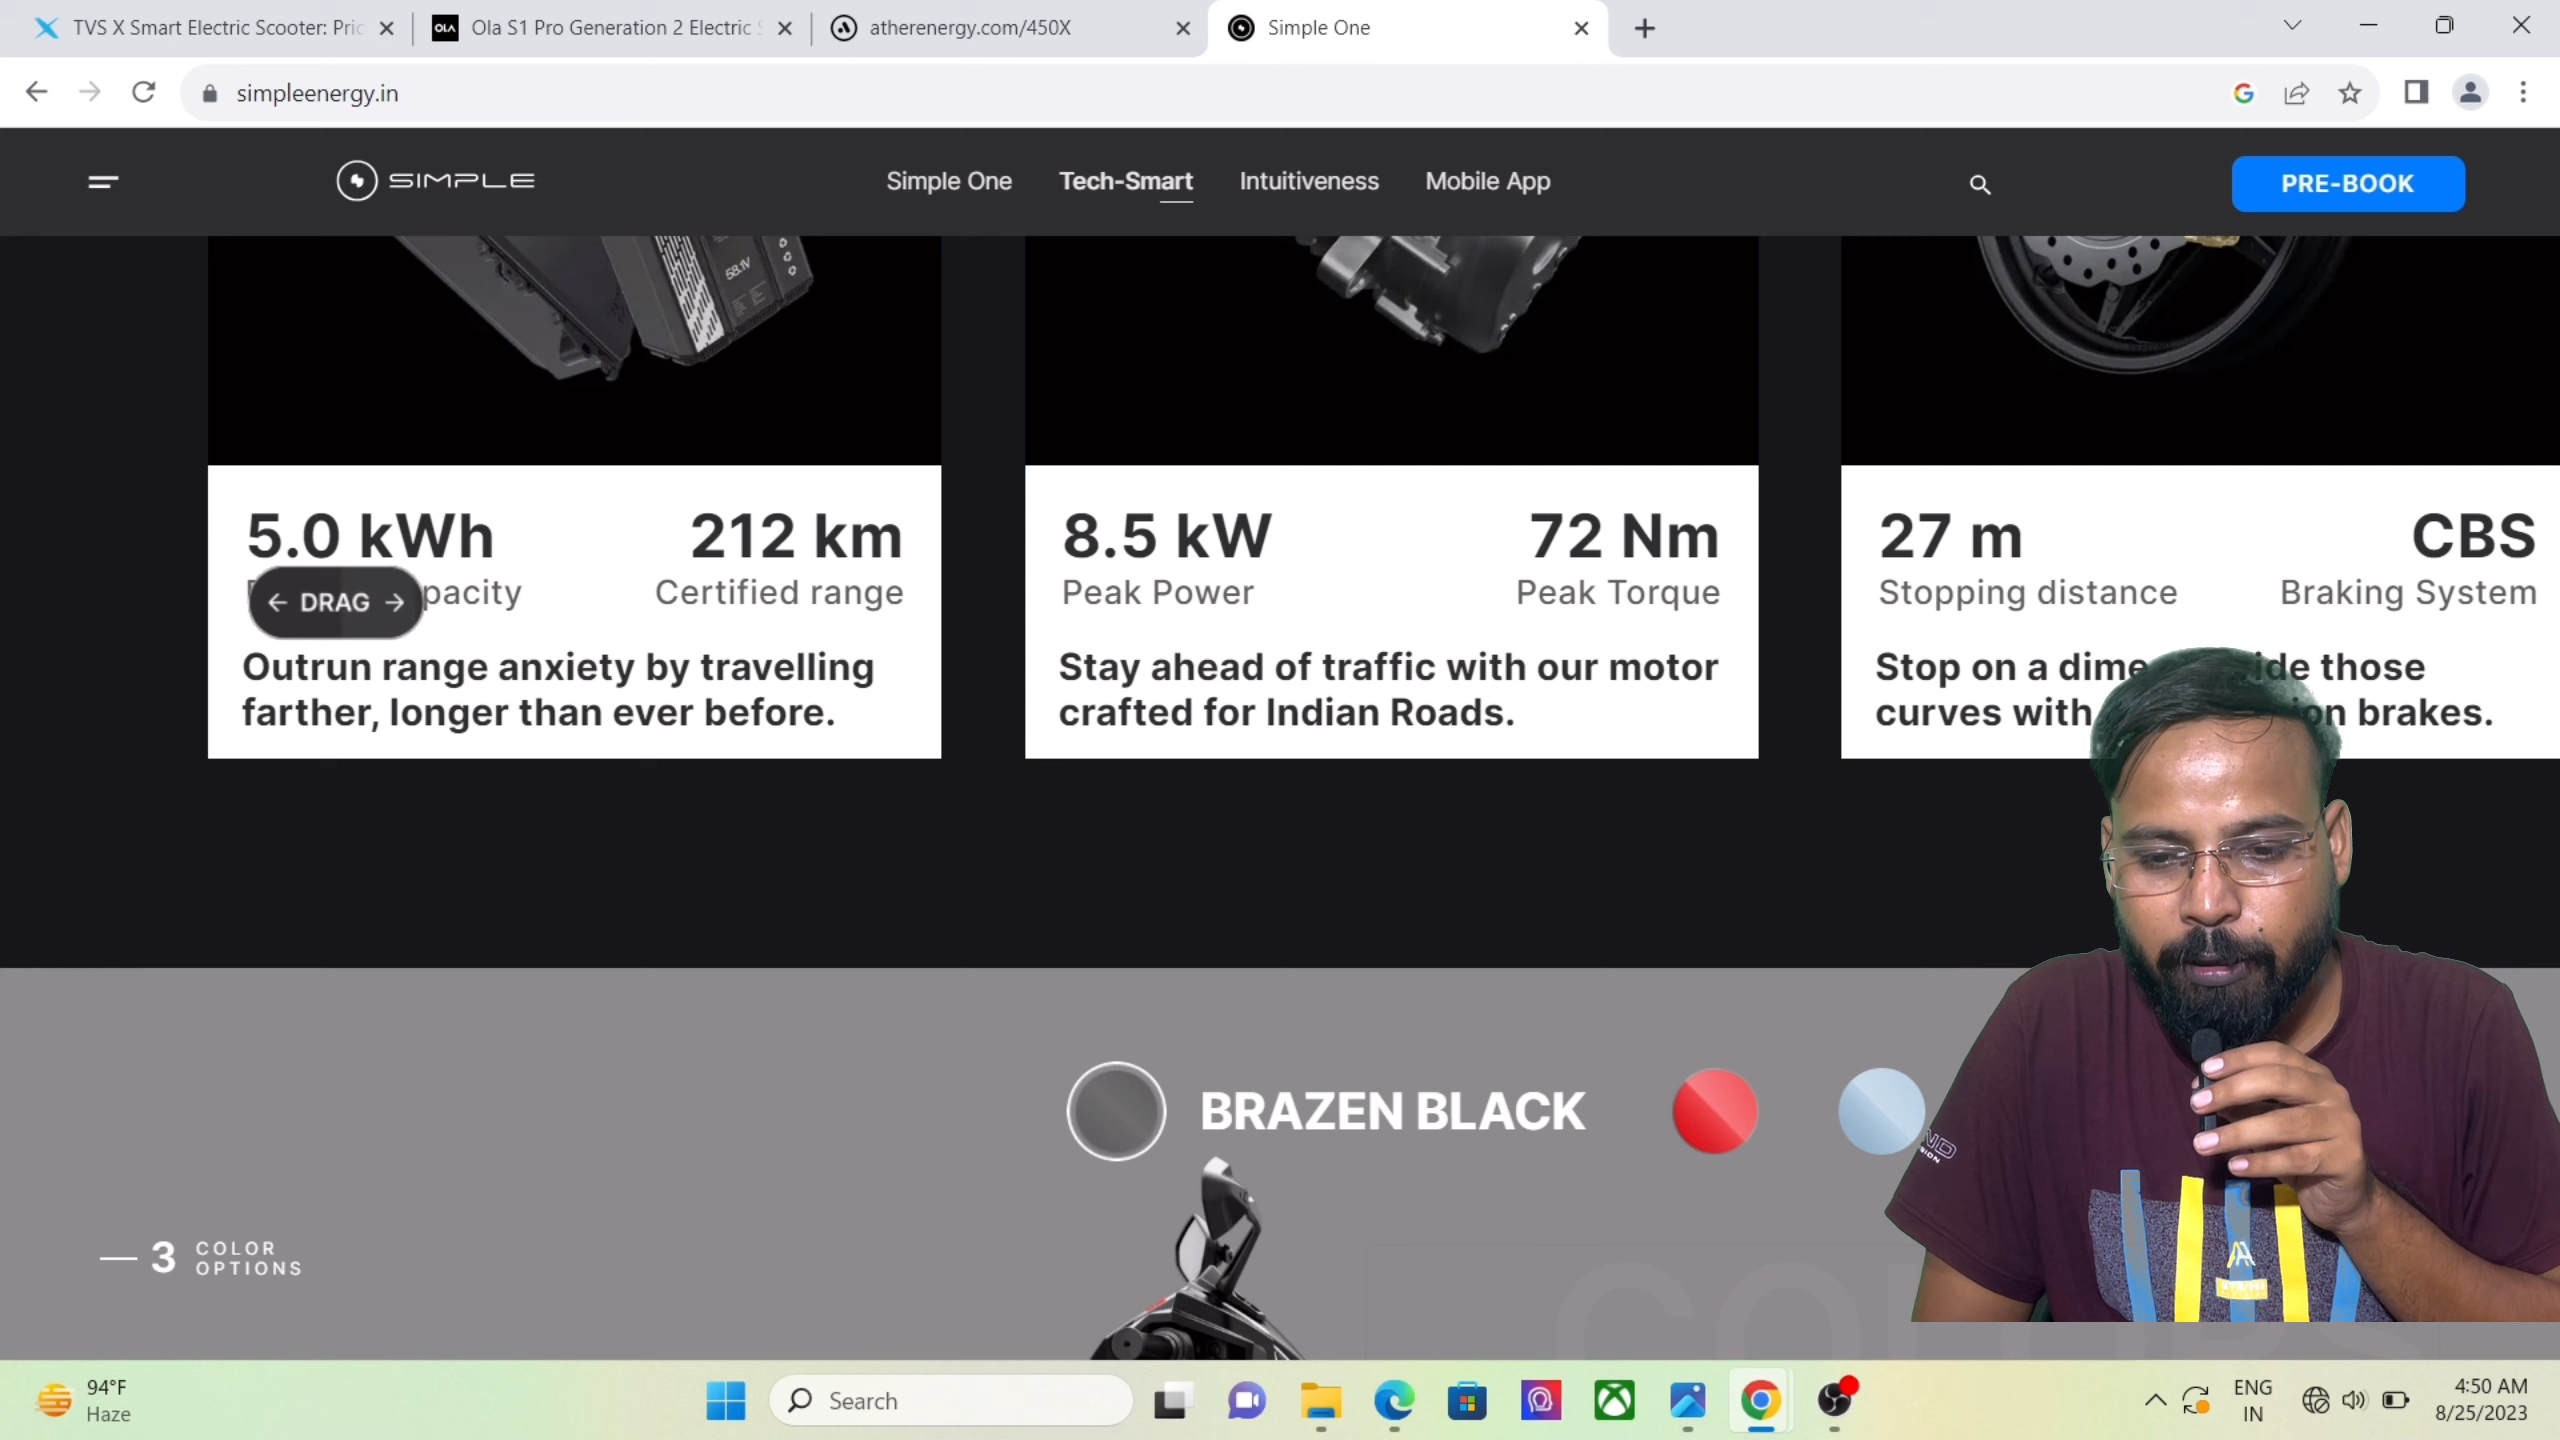 TVS X Smart Electric Scooter: Pric
Ola S1 Pro Generation 2 Electric S
atherenergy.com/450X
Simple One
simpleenergy.in
SIMPLE
Simple One
Tech-Smart
Intuitiveness
Mobile App
PRE-BOOK
58.1V
5.0 kWh
212 km
pacity
Certified range
← DRAG →
Outrun range anxiety by travelling
farther, longer than ever before.
8.5 kW
72 Nm
Peak Power
Peak Torque
Stay ahead of traffic with our motor
crafted for Indian Roads.
27 m
CBS
Stopping distance
Braking System
Stop on a dime ide those
curves with on brakes.
BRAZEN BLACK
3 COLOR
OPTIONS
94°F
Haze
Search
ENG
IN
4:50 AM
8/25/2023